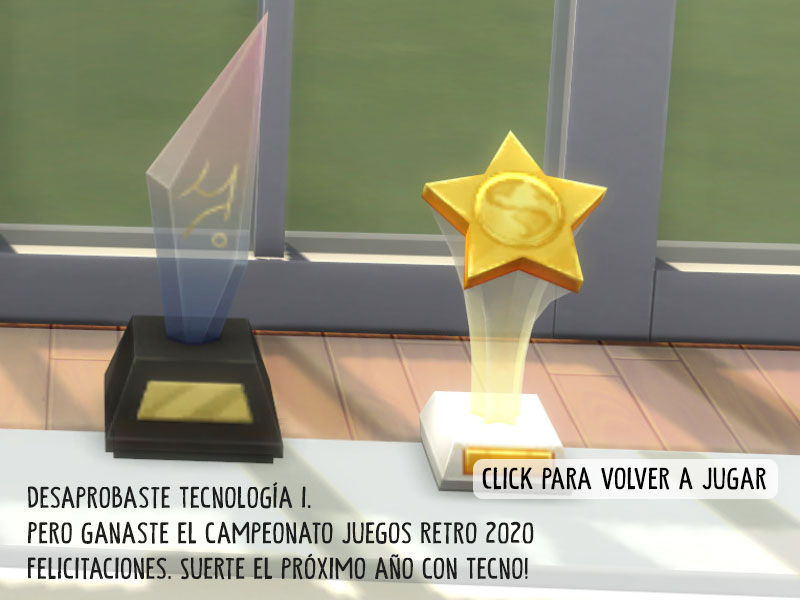 CLICK PARA VOLVER A JUGAR
DESAPROBASTE TECNOLOGÍA I.
PERO GANASTE EL CAMPEONATO JUEGOS RETRO 2020
FELICITACIONES. SUERTE EL PRÓXIMO AÑO CON TECNO!